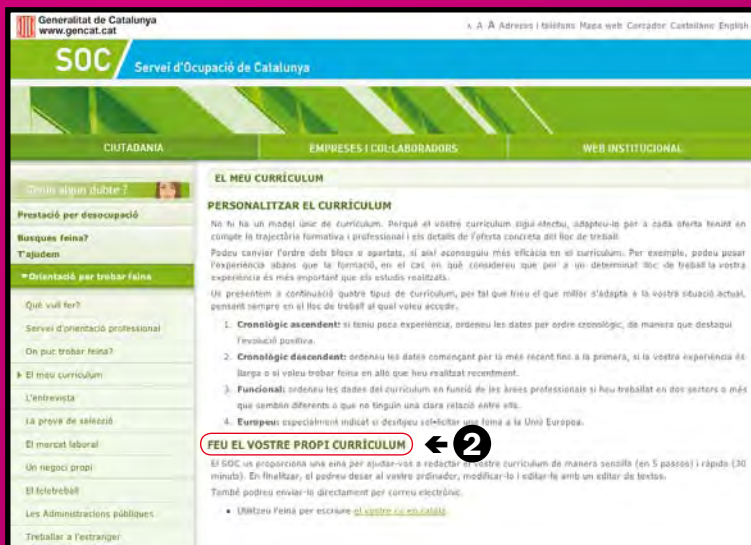 Generalitat de Catalunya
www.gencat.cat
A A A Adreces i telèfons Mapa web Cercador Castellano English
SOC Servei d'Ocupació de Catalunya
CIUTADANIA EMPRESES I COL·LABORADORS WEB INSTITUCIONAL
Teniu algun dubte ?
Prestació per desocupació
Busques feina?
T'ajudem
Orientació per trobar feina
Què vull fer?
Servei d'orientació professional
On puc trobar feina?
El meu currículum
L'entrevista
La prova de selecció
El mercat laboral
Un negoci propi
El teletreball
Les Administracions públiques
Treballar a l'estranger
EL MEU CURRÍCULUM
PERSONALITZAR EL CURRÍCULUM
No hi ha un model únic de currículum. Perquè el vostre currículum sigui efectiu, adapteu-lo per a cada oferta tenint en
compte la trajectòria formativa i professional i els detalls de l'oferta concreta del lloc de treball.
Podeu canviar l'ordre dels blocs o apartats, si així aconseguiu més eficàcia en el currículum. Per exemple, podeu posar
l'experiència abans que la formació, en el cas en què considereu que per a un determinat lloc de treball la vostra
experiència és més important que els estudis realitzats.
Us presentem a continuació quatre tipus de currículum, per tal que trieu el que millor s'adapta a la vostra situació actual,
pensant sempre en el lloc de treball al qual voleu accedir.
1. Cronològic ascendent: si teniu poca experiència, ordeneu les dates per ordre cronològic, de manera que destaqui
l'evolució positiva.
2. Cronològic descendent: ordeneu les dates començant per la més recent fins a la primera, si la vostra experiència és
llarga o si voleu trobar feina en allò que heu realitzat recentment.
3. Funcional: ordeneu les dades del currículum en funció de les àrees professionals si heu treballat en dos sectors o més
que semblin diferents o que no tinguin una clara relació entre ells.
4. Europeu: especialment indicat si desitgeu sol·licitar una feina a la Unió Europea.
FEU EL VOSTRE PROPI CURRÍCULUM 2
El SOC us proporciona una eina per ajudar-vos a redactar el vostre currículum de manera senzilla (en 5 passos) i ràpida (30
minuts). En finalitzar, el podreu desar al vostre ordinador, modificar-lo i editar-lo amb un editor de textos.
També podreu enviar-lo directament per correu electrònic.
Utilitzeu l'eina per escriure el vostre cv en català